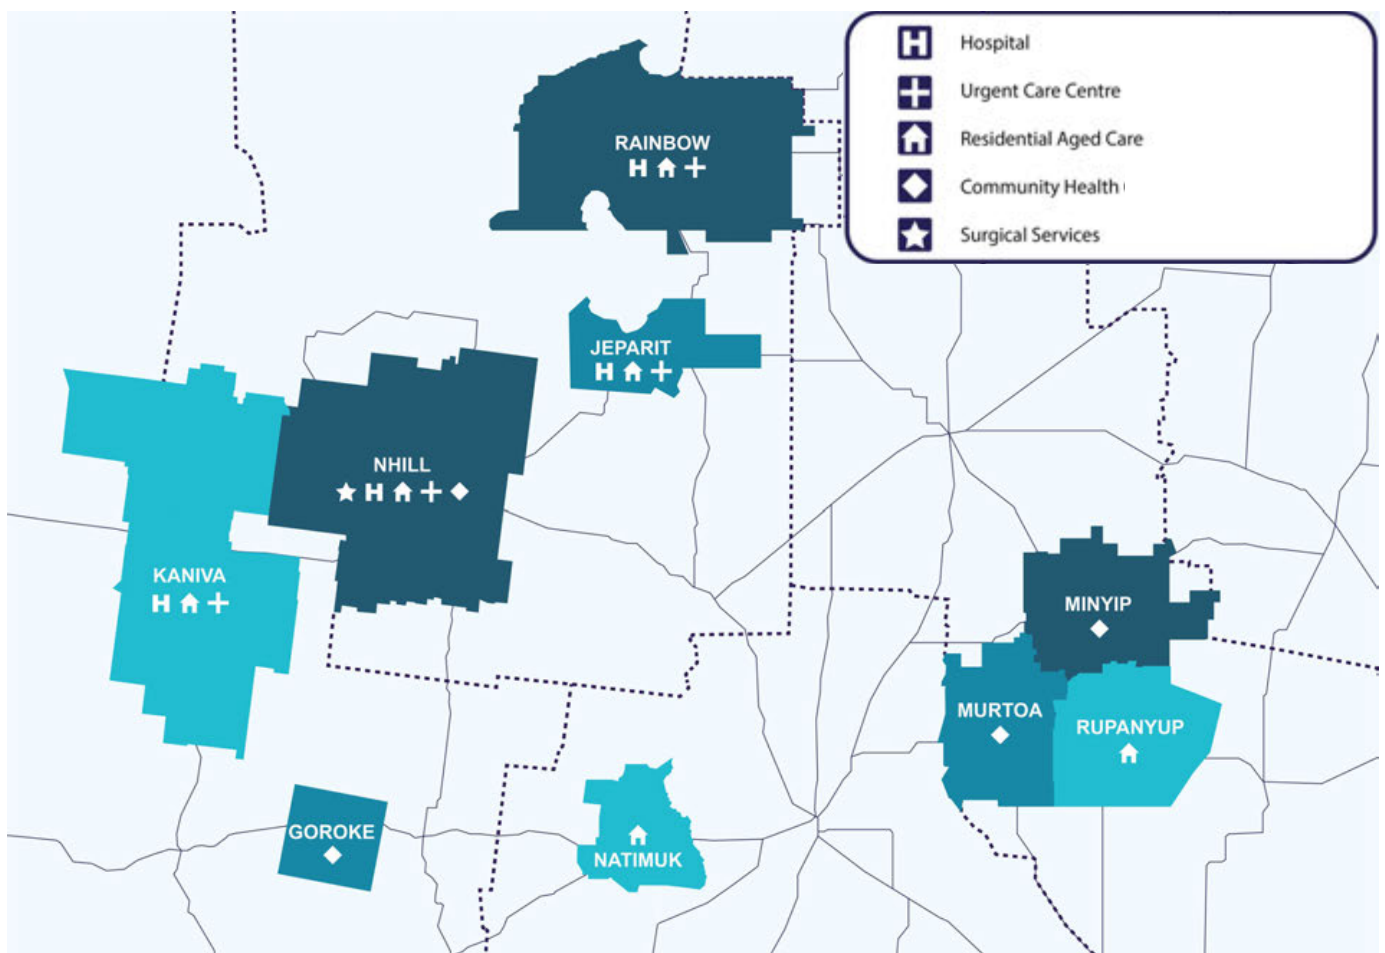 Hospital
Urgent Care Centre
Residential Aged Care
Community Health
Surgical Services
RAINBOW
H
JEPARIT
H
NHILL
H
KANIVA
H
MINYIP
MURTOA
RUPANYUP
GOROKE
NATIMUK